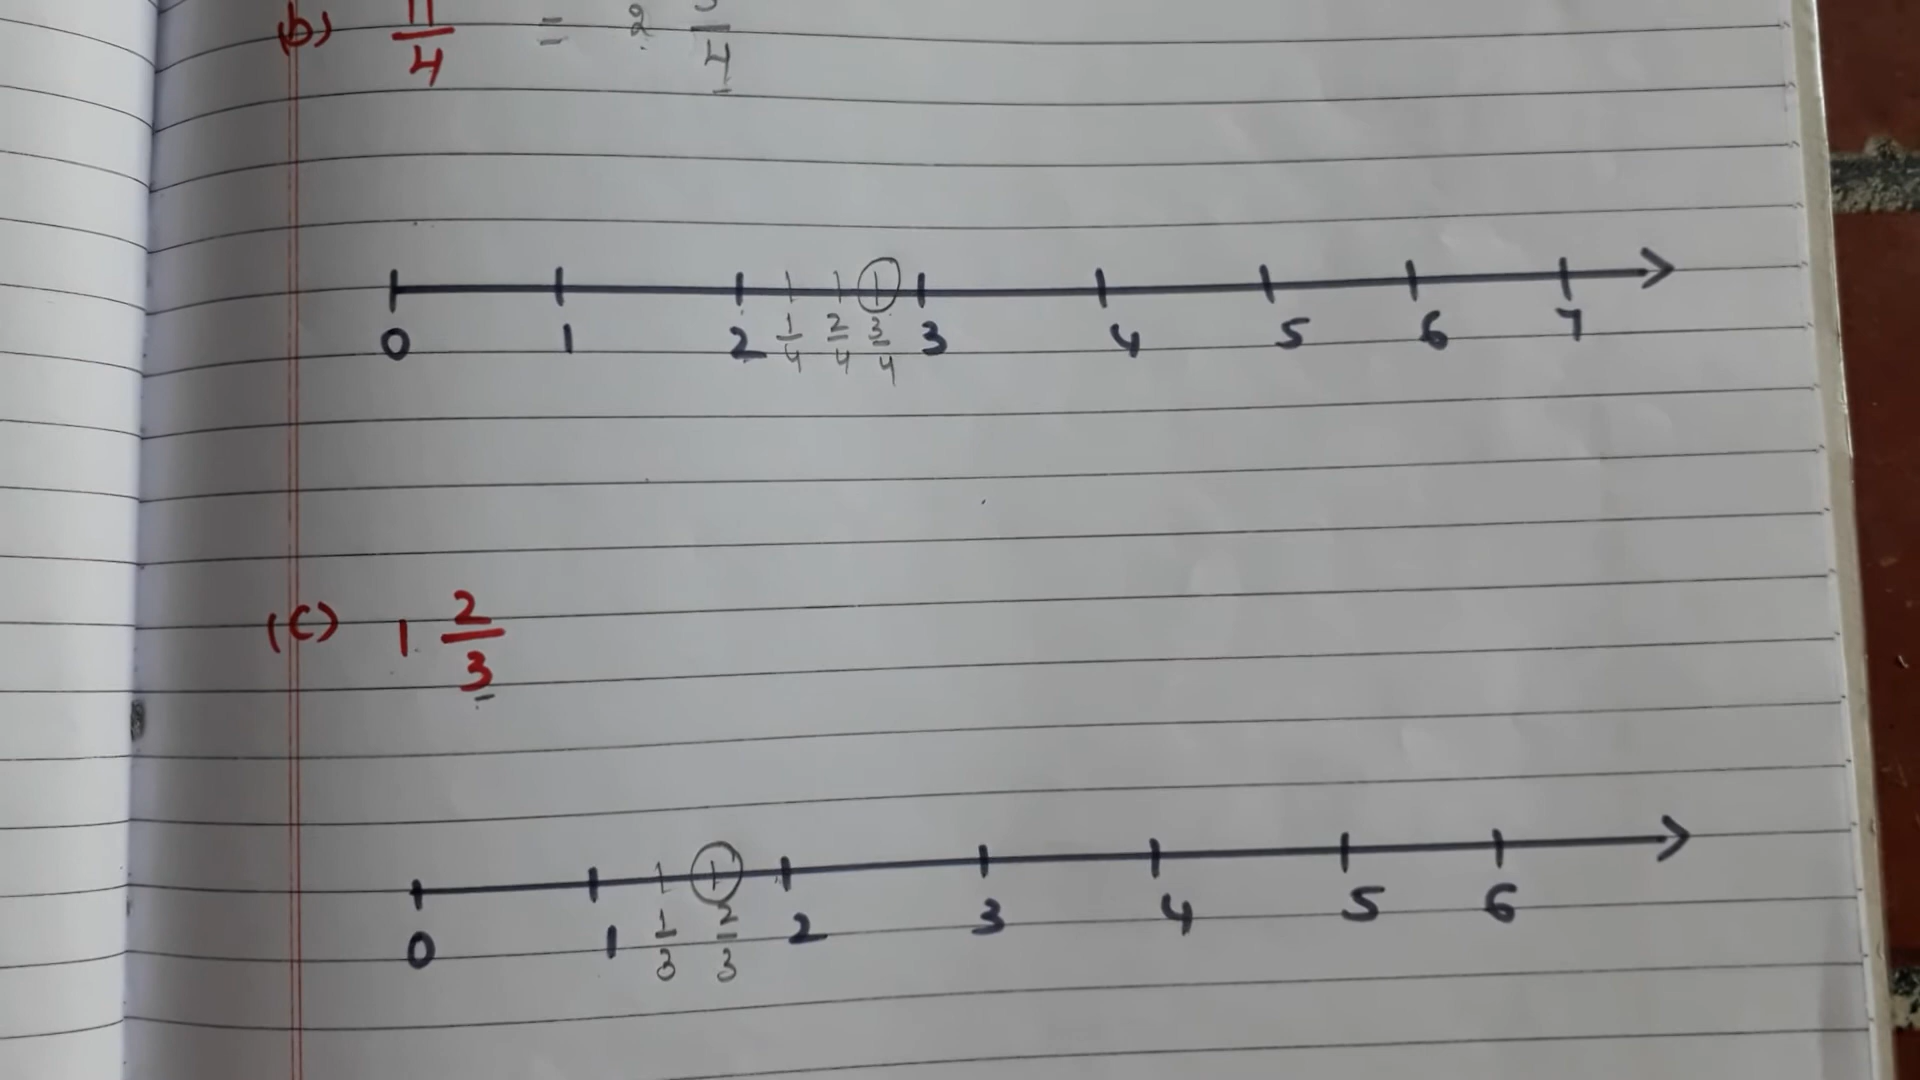 (b) 11/4 = 2 3/4
0 1 2 1/4 2/4 3/4 3 4 5 6 7
(c) 1 2/3
0 1 1/3 2/3 2 3 4 5 6